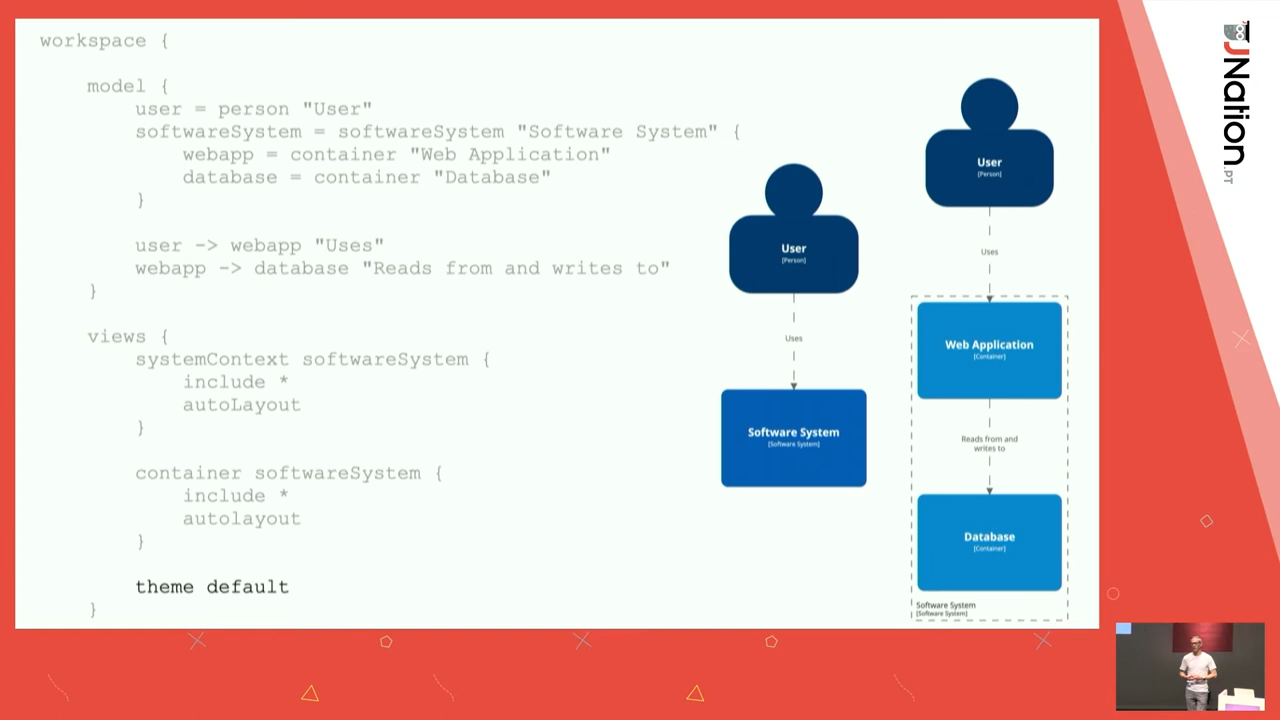 workspace {
model {
user = person "User"
softwareSystem = softwareSystem "Software System" {
webapp = container "Web Application"
database = container "Database"
}
user -> webapp "Uses"
webapp -> database "Reads from and writes to"
}
views {
systemContext softwareSystem {
include *
autoLayout
}
container softwareSystem {
include *
autolayout
}
theme default
}
User
[Person]
Uses
Software System
[Software System]
User
[Person]
Uses
Web Application
[Container]
Reads from and
writes to
Database
[Container]
Software System
[Software System]
JNation.PT